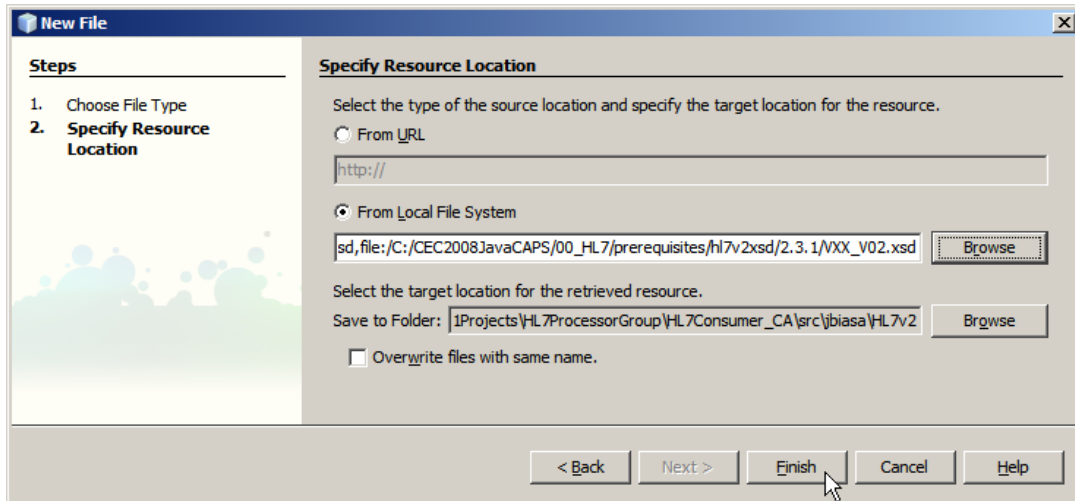 New File
Steps
1. Choose File Type
2. Specify Resource
Location
Specify Resource Location
Select the type of the source location and specify the target location for the resource.
From URL
http://
From Local File System
sd,file:/C:/CEC2008JavaCAPS/00_HL7/prerequisites/hl7v2xsd/2.3.1/VXX_V02.xsd Browse
Select the target location for the retrieved resource.
Save to Folder: 1Projects\HL7ProcessorGroup\HL7Consumer_CA\src\jbiasa\HL7v2 Browse
Overwrite files with same name.
< Back Next > Finish Cancel Help